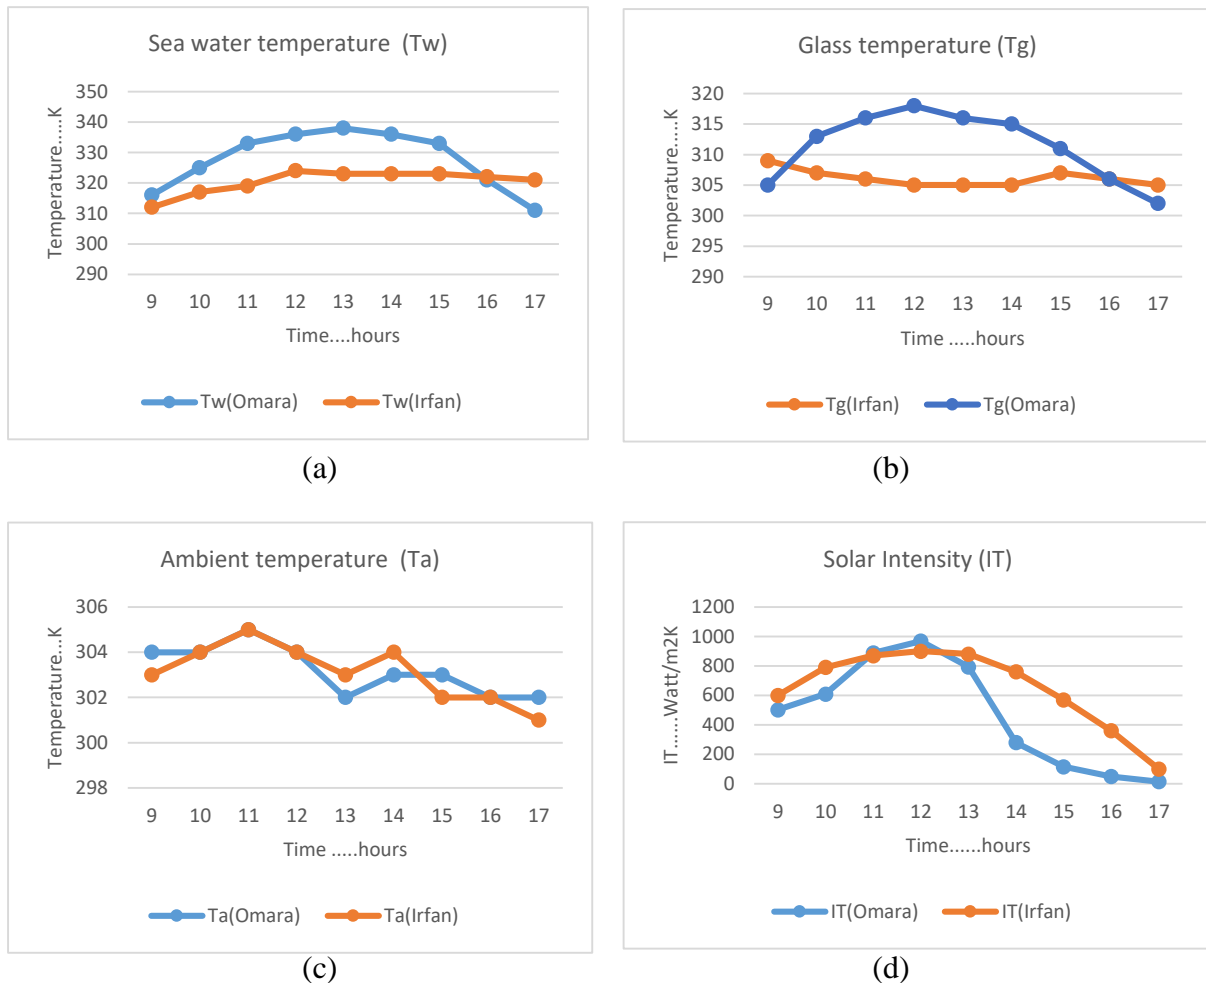 Sea water temperature (Tw)
Temperature.....K
350
340
330
320
310
300
290
9 10 11 12 13 14 15 16 17
Time....hours
Tw(Omara) Tw(Irfan)
(a)
Glass temperature (Tg)
Temperature.....K
320
315
310
305
300
295
290
9 10 11 12 13 14 15 16 17
Time .....hours
Tg(Irfan) Tg(Omara)
(b)
Ambient temperature (Ta)
Temperature...K
306
304
302
300
298
9 10 11 12 13 14 15 16 17
Time .....hours
Ta(Omara) Ta(Irfan)
(c)
Solar Intensity (IT)
IT......Watt/m2K
1200
1000
800
600
400
200
0
9 10 11 12 13 14 15 16 17
Time......hours
IT(Omara) IT(Irfan)
(d)